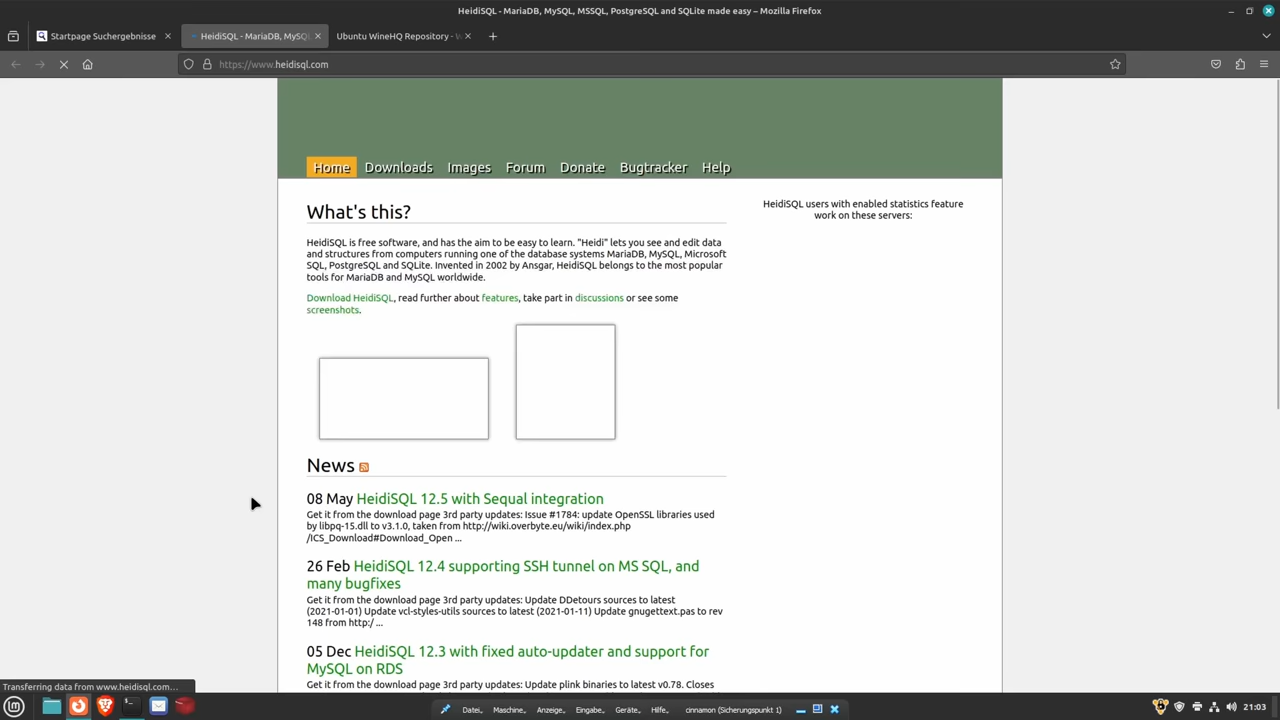 HeidiSQL - MariaDB, MySQL, MSSQL, PostgreSQL and SQLite made easy – Mozilla Firefox
Startpage Suchergebnisse
HeidiSQL - MariaDB, MySQL
Ubuntu WineHQ Repository - W
https://www.heidisql.com
Home Downloads Images Forum Donate Bugtracker Help
What's this?
HeidiSQL is free software, and has the aim to be easy to learn. "Heidi" lets you see and edit data
and structures from computers running one of the database systems MariaDB, MySQL, Microsoft
SQL, PostgreSQL and SQLite. Invented in 2002 by Ansgar, HeidiSQL belongs to the most popular
tools for MariaDB and MySQL worldwide.
Download HeidiSQL, read further about features, take part in discussions or see some
screenshots.
HeidiSQL users with enabled statistics feature
work on these servers:
News
08 May HeidiSQL 12.5 with Sequal integration
Get it from the download page 3rd party updates: Issue #1784: update OpenSSL libraries used
by libpq-15.dll to v3.1.0, taken from http://wiki.overbyte.eu/wiki/index.php
/ICS_Download#Download_Open ...
26 Feb HeidiSQL 12.4 supporting SSH tunnel on MS SQL, and
many bugfixes
Get it from the download page 3rd party updates: Update DDetours sources to latest
(2021-01-01) Update vcl-styles-utils sources to latest (2021-01-11) Update gnugettext.pas to rev
148 from http:/ ...
05 Dec HeidiSQL 12.3 with fixed auto-updater and support for
MySQL on RDS
Get it from the download page 3rd party updates: Update plink binaries to latest v0.78. Closes
Transferring data from www.heidisql.com…
Datei Maschine Anzeige Eingabe Geräte Hilfe cinnamon (Sicherungspunkt 1)
21:03